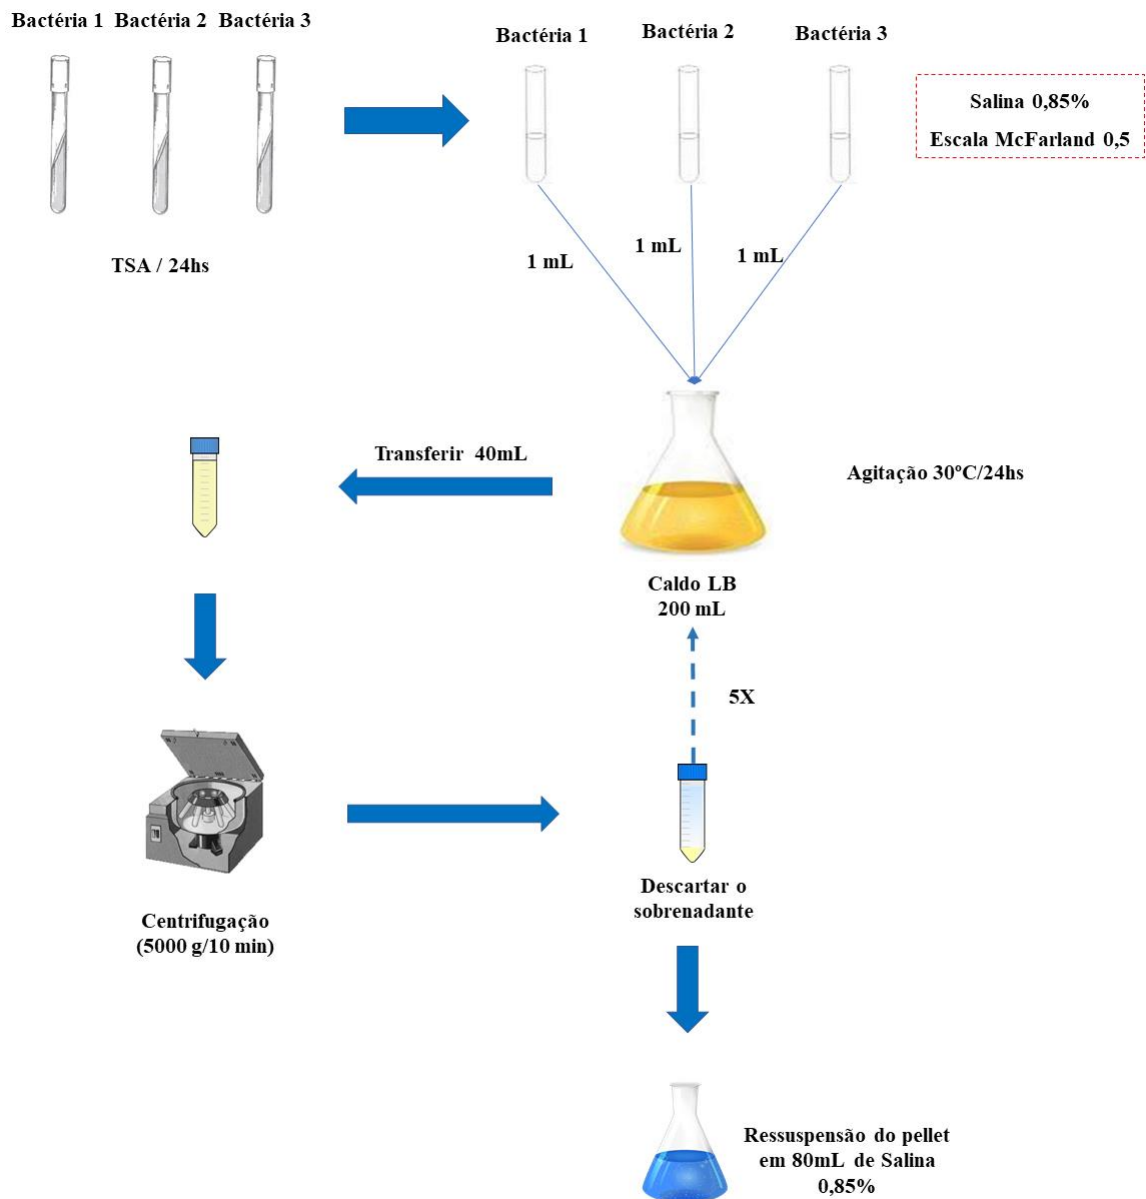 Bactéria 1 Bactéria 2 Bactéria 3
Bactéria 1
Bactéria 2
Bactéria 3
Salina 0,85%
Escala McFarland 0,5
TSA / 24hs
1 mL
1 mL
1 mL
Transferir 40mL
Agitação 30ºC/24hs
Caldo LB
200 mL
5X
Centrifugação
(5000 g/10 min)
Descartar o
sobrenadante
Ressuspensão do pellet
em 80mL de Salina
0,85%